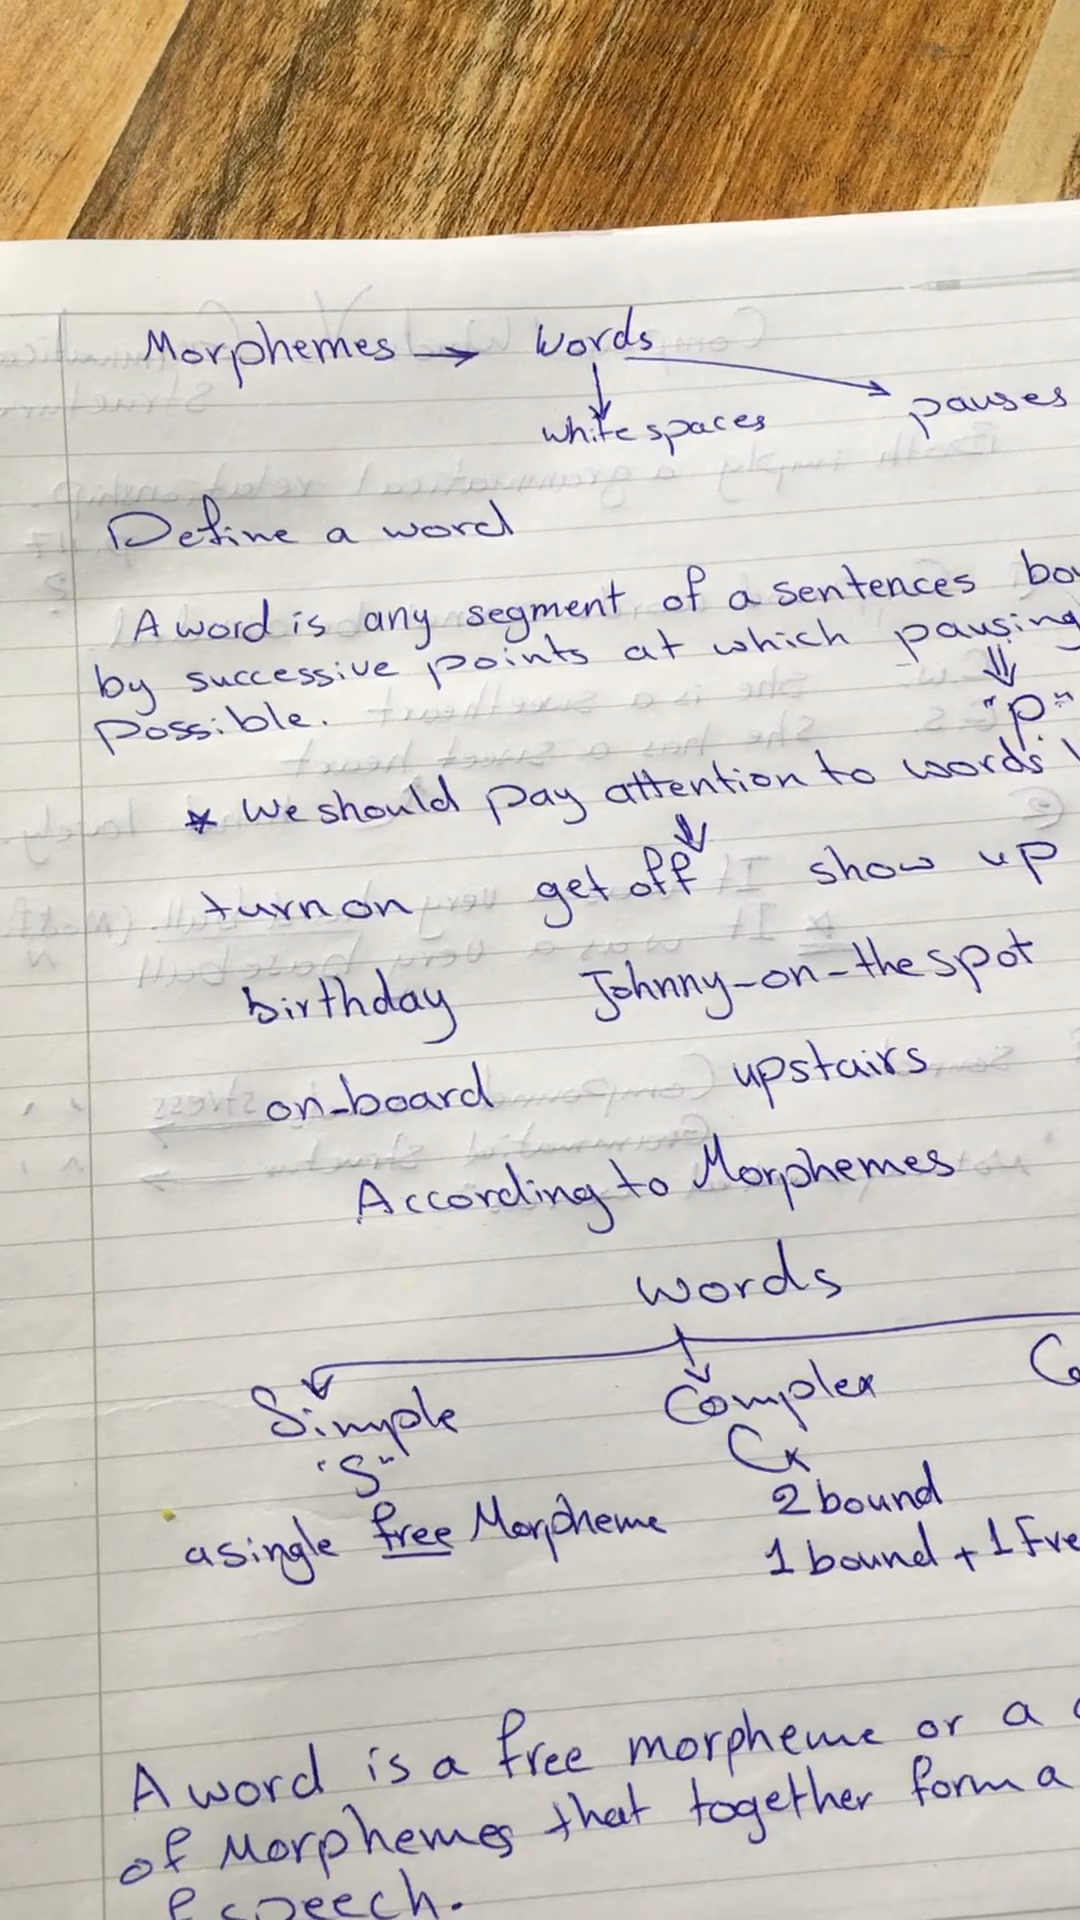 Morphemes → Words
white spaces pauses
Define a word
A word is any segment of a sentences
by successive points at which pausing
possible.
"P"
* We should pay attention to words
turn on get off show up
birthday Johnny-on-the spot
on-board upstairs
According to Morphemes
words
Simple Complex
"S" Cx
2 bound
a single free Morpheme
1 bound + 1 Fre
A word is a free morpheme or a
of Morphemes that together form a
speech.